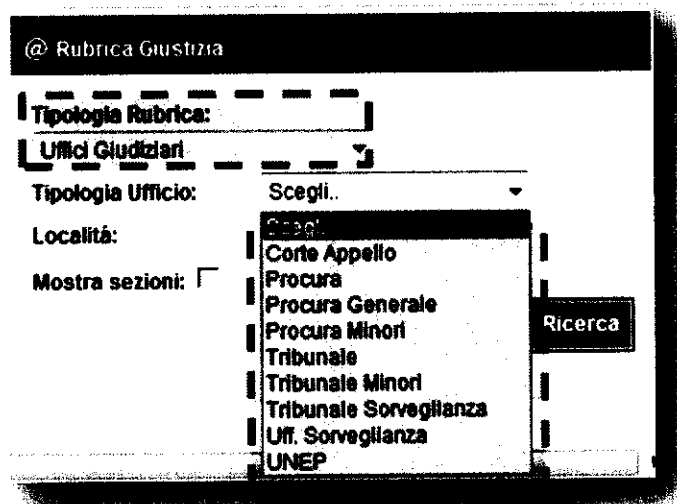 @ Rubrica Giustizia
Tipologia Rubrica:
Uffici Giudiziari
Tipologia Ufficio: Scegli..
Località:
Mostra sezioni:
Scegli..
Corte Appello
Procura
Procura Generale
Procura Minori
Tribunale
Tribunale Minori
Tribunale Sorveglianza
Uff. Sorveglianza
UNEP
Ricerca